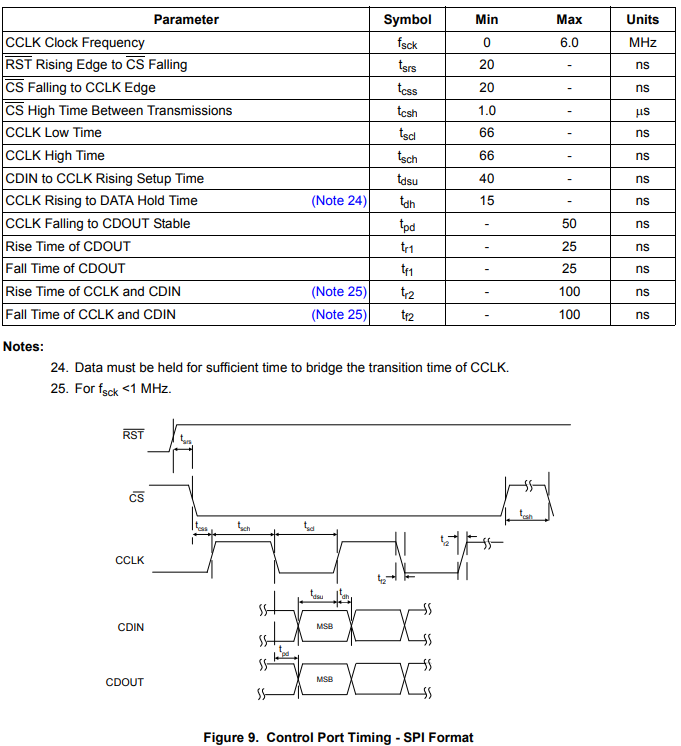 Parameter Symbol Min Max Units
CCLK Clock Frequency fsck 0 6.0 MHz
RST Rising Edge to CS Falling tsrs 20 - ns
CS Falling to CCLK Edge tcss 20 - ns
CS High Time Between Transmissions tcsh 1.0 - μs
CCLK Low Time tscl 66 - ns
CCLK High Time tsch 66 - ns
CDIN to CCLK Rising Setup Time tdsu 40 - ns
CCLK Rising to DATA Hold Time (Note 24) tdh 15 - ns
CCLK Falling to CDOUT Stable tpd - 50 ns
Rise Time of CDOUT tr1 - 25 ns
Fall Time of CDOUT tf1 - 25 ns
Rise Time of CCLK and CDIN (Note 25) tr2 - 100 ns
Fall Time of CCLK and CDIN (Note 25) tf2 - 100 ns
Notes:
24. Data must be held for sufficient time to bridge the transition time of CCLK.
25. For fsck <1 MHz.
RST tsrs
CS tcsh
tcss tsch tscl
CCLK tr2
tf2
tdsu tdh
CDIN MSB
tpd
CDOUT MSB
Figure 9. Control Port Timing - SPI Format